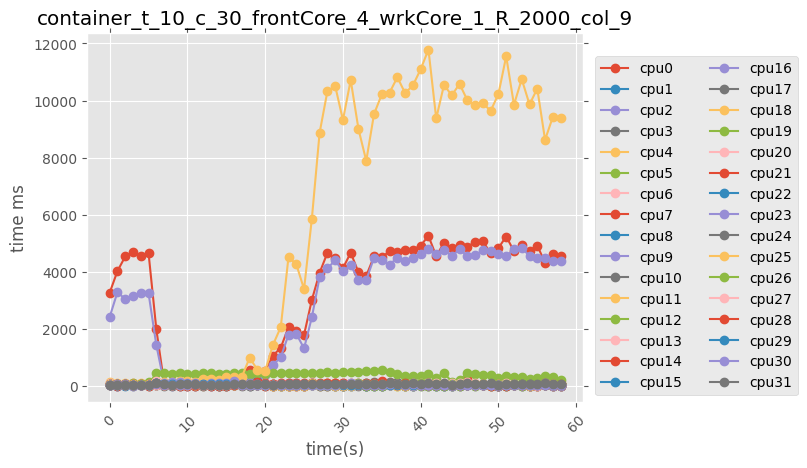 container_t_10_c_30_frontCore_4_wrkCore_1_R_2000_col_9
time ms
12000
10000
8000
6000
4000
2000
0
0
10
20
30
40
50
60
time(s)
cpu0
cpu1
cpu2
cpu3
cpu4
cpu5
cpu6
cpu7
cpu8
cpu9
cpu10
cpu11
cpu12
cpu13
cpu14
cpu15
cpu16
cpu17
cpu18
cpu19
cpu20
cpu21
cpu22
cpu23
cpu24
cpu25
cpu26
cpu27
cpu28
cpu29
cpu30
cpu31